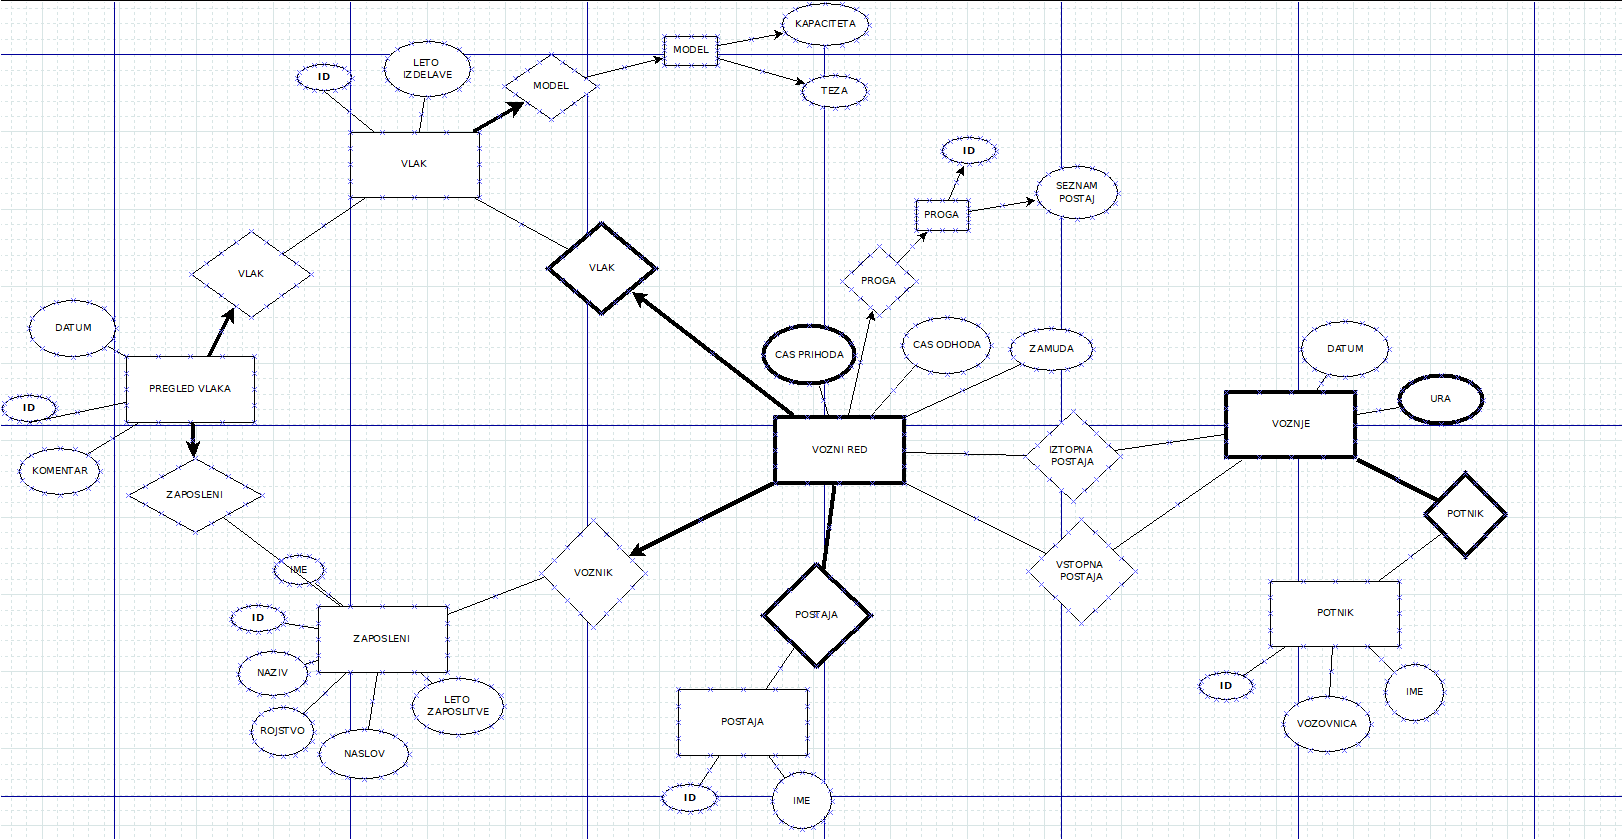 KAPACITETA
MODEL
TEZA
LETO
IZDELAVE
ID
MODEL
VLAK
ID
SEZNAM
POSTAJ
PROGA
VLAK
VLAK
PROGA
DATUM
CAS PRIHODA
CAS ODHODA
ZAMUDA
DATUM
PREGLED VLAKA
URA
ID
VOZNI RED
VOZNJE
IZTOPNA
POSTAJA
KOMENTAR
ZAPOSLENI
POTNIK
IME
VOZNIK
VSTOPNA
POSTAJA
ID
POSTAJA
POTNIK
ZAPOSLENI
NAZIV
ID
IME
LETO
ZAPOSLITVE
ROJSTVO
POSTAJA
VOZOVNICA
NASLOV
ID
IME